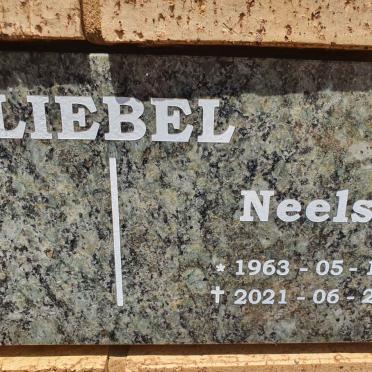 LIEBEL
Neels
* 1963 - 05 - 1
† 2021 - 06 - 2